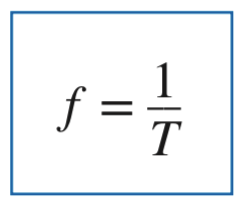 f = 1/T